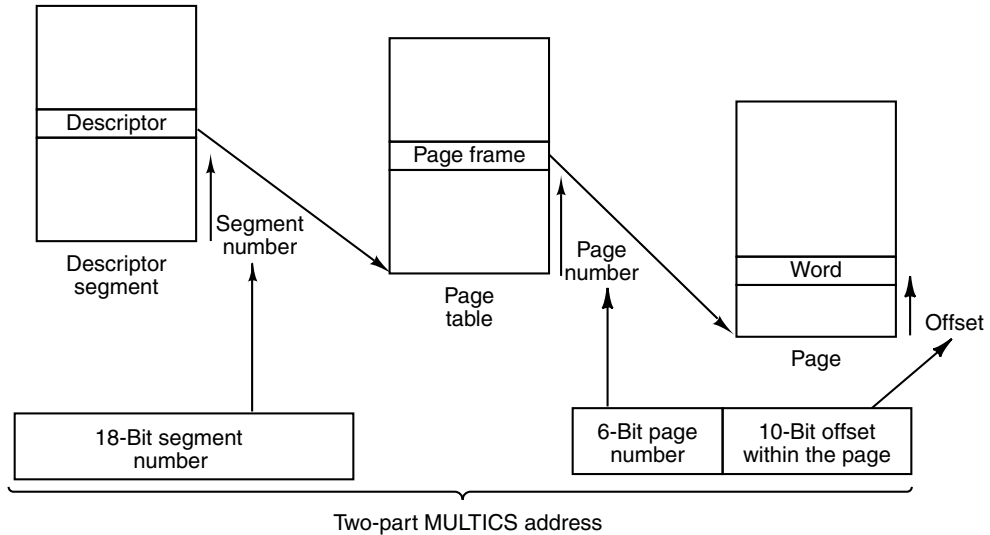 Descriptor
Page frame
Segment
number
Word
Descriptor
segment
Page
number
Page
table
Offset
Page
18-Bit segment
number
6-Bit page
number
10-Bit offset
within the page
Two-part MULTICS address